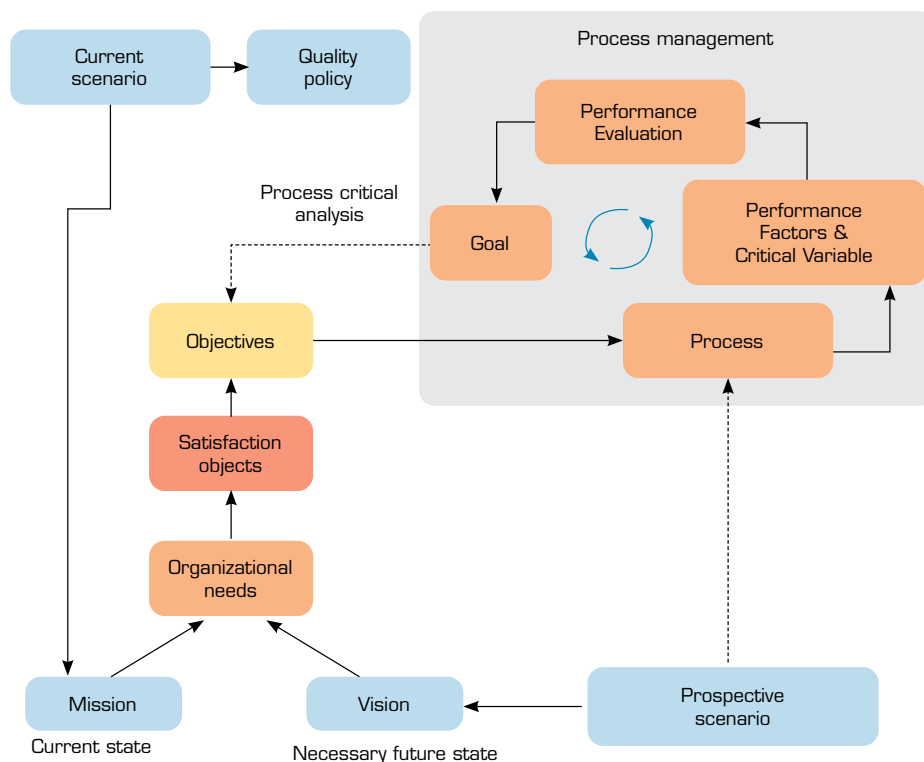 Current
scenario
Quality
policy
Process management
Performance
Evaluation
Process critical
analysis
Goal
Performance
Factors &
Critical Variable
Objectives
Process
Satisfaction
objects
Organizational
needs
Mission
Current state
Vision
Necessary future state
Prospective
scenario